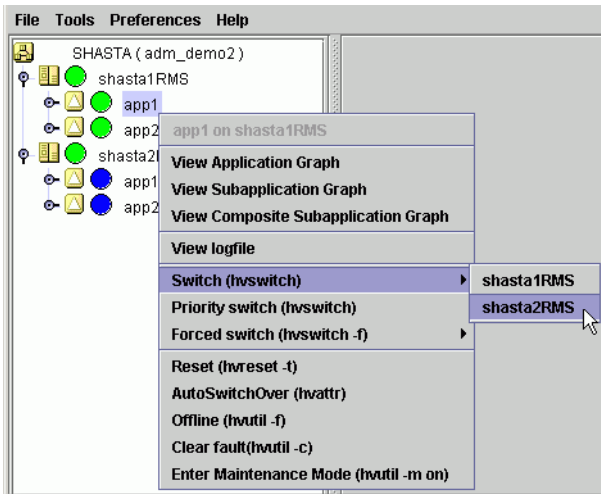 File Tools Preferences Help
SHASTA ( adm_demo2 )
shasta1RMS
app1
app2
shasta2
app1
app2
app1 on shasta1RMS
View Application Graph
View Subapplication Graph
View Composite Subapplication Graph
View logfile
Switch (hvswitch)
Priority switch (hvswitch)
Forced switch (hvswitch -f)
Reset (hvreset -t)
AutoSwitchOver (hvattr)
Offline (hvutil -f)
Clear fault(hvutil -c)
Enter Maintenance Mode (hvutil -m on)
shasta1RMS
shasta2RMS